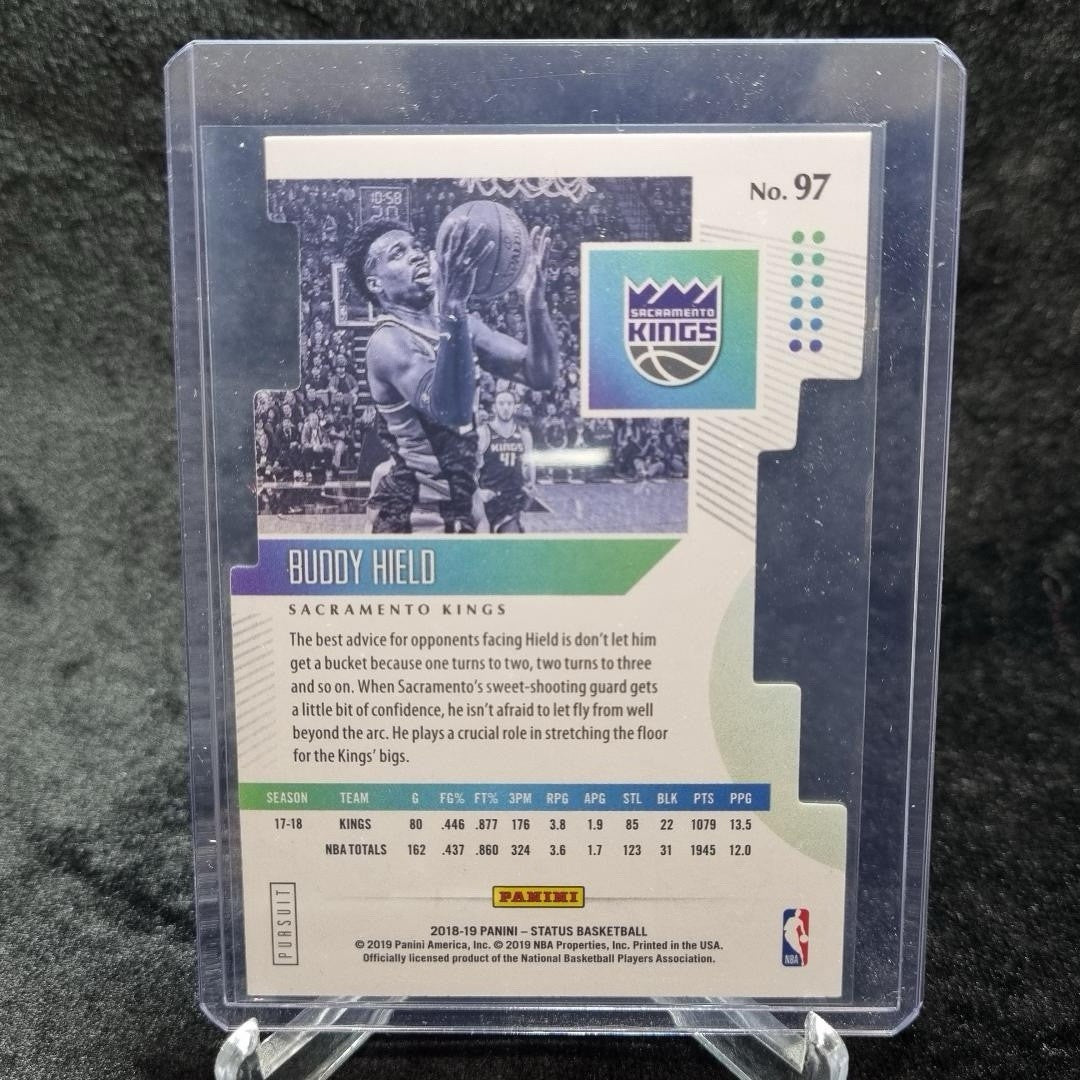 No. 97
10:58
SACRAMENTO
KINGS
KINGS
41
BUDDY HIELD
SACRAMENTO KINGS
The best advice for opponents facing Hield is don't let him
get a bucket because one turns to two, two turns to three
and so on. When Sacramento's sweet-shooting guard gets
a little bit of confidence, he isn't afraid to let fly from well
beyond the arc. He plays a crucial role in stretching the floor
for the Kings' bigs.
SEASON TEAM G FG% FT% 3PM RPG APG STL BLK PTS PPG
17-18 KINGS 80 .446 .877 176 3.8 1.9 85 22 1079 13.5
NBA TOTALS 162 .437 .860 324 3.6 1.7 123 31 1945 12.0
PURSUIT
PANINI
2018-19 PANINI – STATUS BASKETBALL
© 2019 Panini America, Inc. © 2019 NBA Properties, Inc. Printed in the USA.
Officially licensed product of the National Basketball Players Association.
NBA